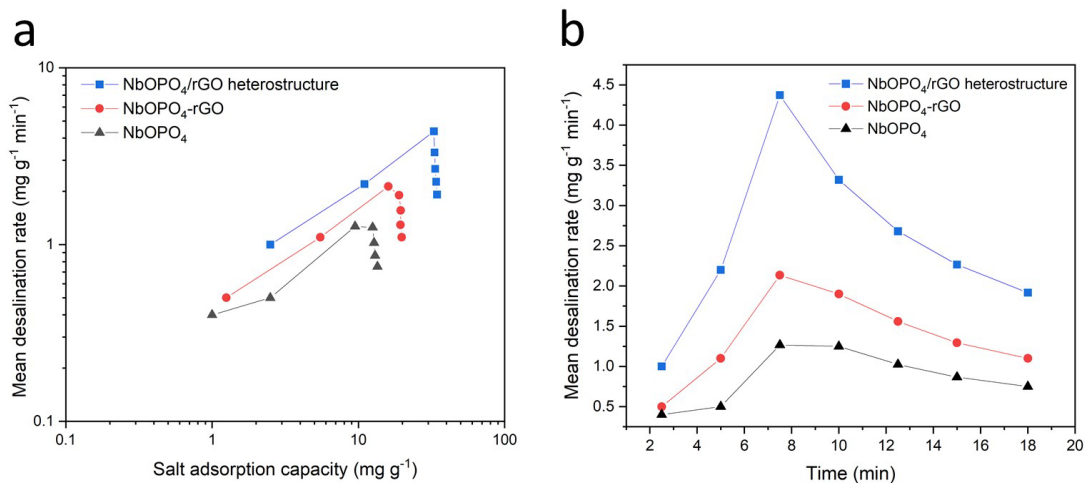 a
Mean desalination rate (mg g⁻¹ min⁻¹)
10
1
0.1
NbOPO₄/rGO heterostructure
NbOPO₄-rGO
NbOPO₄
0.1
1
10
100
Salt adsorption capacity (mg g⁻¹)
b
Mean desalination rate (mg g⁻¹ min⁻¹)
4.5
4.0
3.5
3.0
2.5
2.0
1.5
1.0
0.5
NbOPO₄/rGO heterostructure
NbOPO₄-rGO
NbOPO₄
2 4 6 8 10 12 14 16 18 20
Time (min)